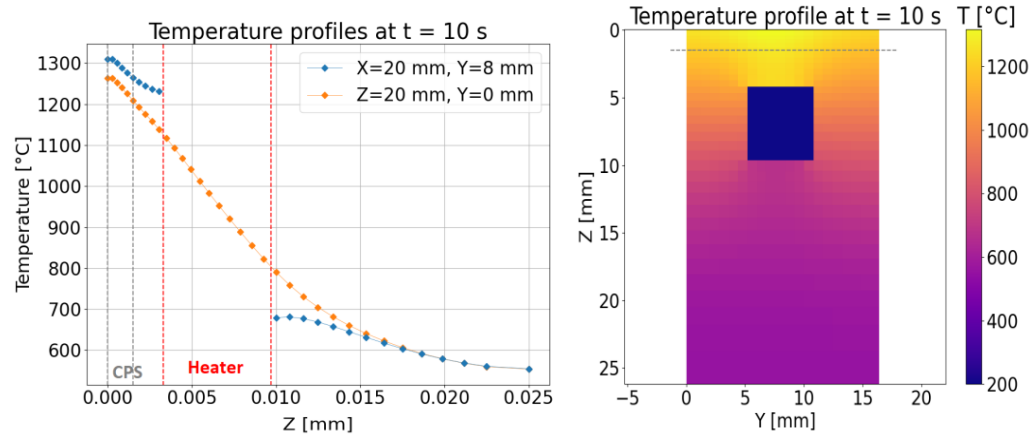 Temperature profiles at t = 10 s
X=20 mm, Y=8 mm
Z=20 mm, Y=0 mm
Temperature [°C]
1300
1200
1100
1000
900
800
700
600
CPS
Heater
0.000 0.005 0.010 0.015 0.020 0.025
Z [mm]
Temperature profile at t = 10 s
T [°C]
Z [mm]
0
5
10
15
20
25
−5 0 5 10 15 20
Y [mm]
1200
1000
800
600
400
200